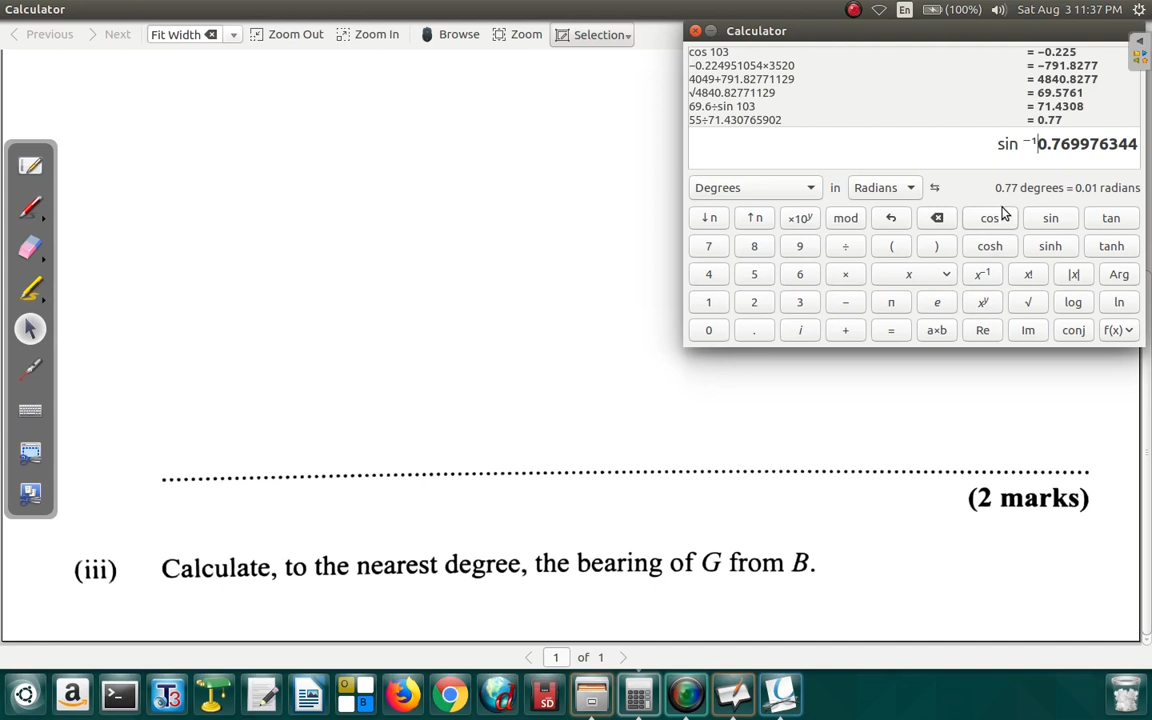 Calculator
En (100%) Sat Aug 3 11:37 PM
Previous Next Fit Width Zoom Out Zoom In Browse Zoom Selection
Calculator
cos 103 = −0.225
−0.224951054×3520 = −791.8277
4049+791.82771129 = 4840.8277
√4840.82771129 = 69.5761
69.6÷sin 103 = 71.4308
55÷71.430765902 = 0.77
sin ⁻¹0.769976344
Degrees in Radians ⇆ 0.77 degrees = 0.01 radians
↓n ↑n ×10ʸ mod cos sin tan
7 8 9 ÷ ( ) cosh sinh tanh
4 5 6 × x x⁻¹ x! |x| Arg
1 2 3 − π e xʸ √ log ln
0 . i + = a×b Re Im conj f(x)
(2 marks)
(iii) Calculate, to the nearest degree, the bearing of G from B.
1 of 1
a T3 SD